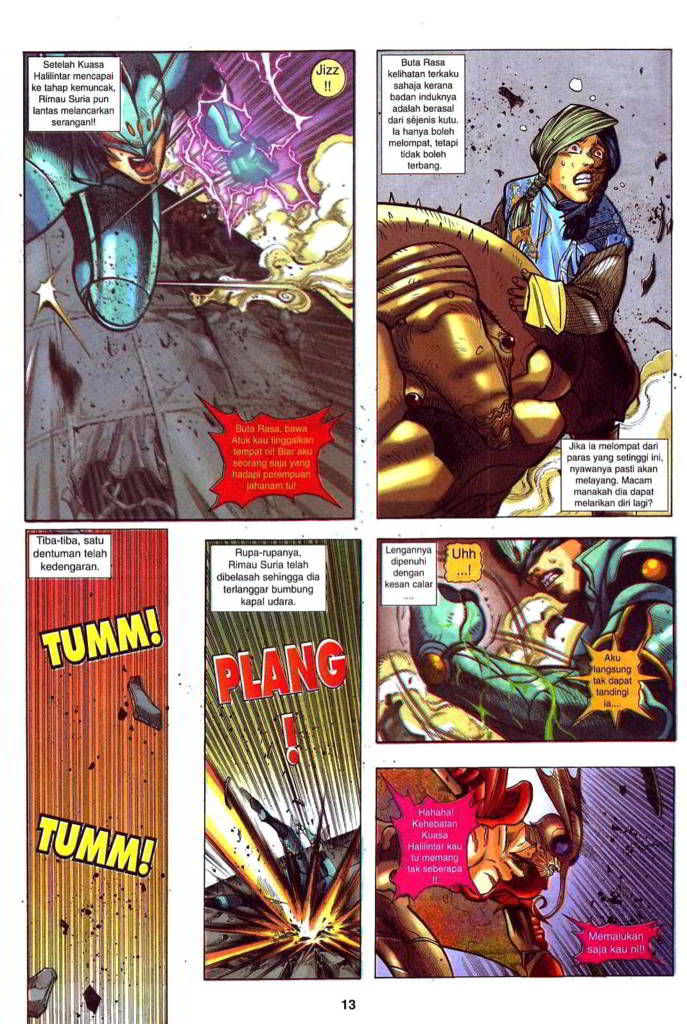 Setelah Kuasa
Halilintar mencapai
ke tahap kemuncak,
Rimau Suria pun
lantas melancarkan
serangan!!
Jizz
!!
Buta Rasa, bawa
Atuk kau tinggalkan
tempat ni! Biar aku
seorang saja yang
hadapi perempuan
jahanam tu!
Buta Rasa
kelihatan terkaku
sahaja kerana
badan induknya
adalah berasal
dari sejenis kutu.
Ia hanya boleh
melompat, tetapi
tidak boleh
terbang.
Jika ia melompat dari
paras yang setinggi ini,
nyawanya pasti akan
melayang. Macam
manakah dia dapat
melarikan diri lagi?
Tiba-tiba, satu
dentuman telah
kedengaran.
TUMM!
TUMM!
Rupa-rupanya,
Rimau Suria telah
dibelasah sehingga dia
terlanggar bumbung
kapal udara.
PLANG
!
Lengannya
dipenuhi
dengan
kesan calar
....
Uhh
...!
Aku
langsung
tak dapat
tandingi
ia....
Hahaha!
Kehebatan
Kuasa
Halilintar kau
tu memang
tak seberapa
!!
Memalukan
saja kau ni!!
13